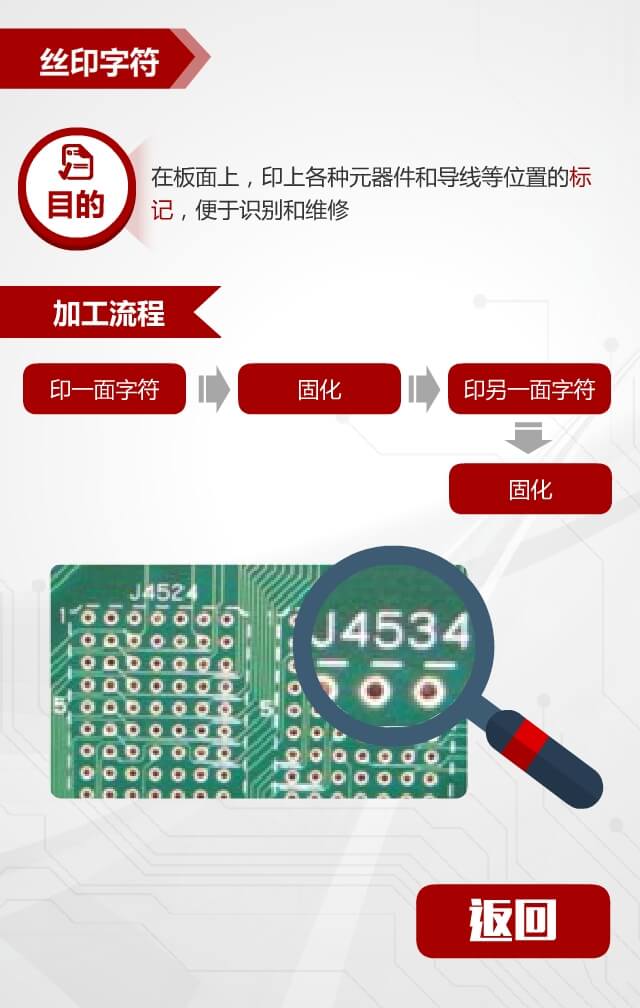 丝印字符
目的
在板面上，印上各种元器件和导线等位置的标
记，便于识别和维修
加工流程
印一面字符
固化
印另一面字符
固化
J4524
J4534
1
5
5
返回